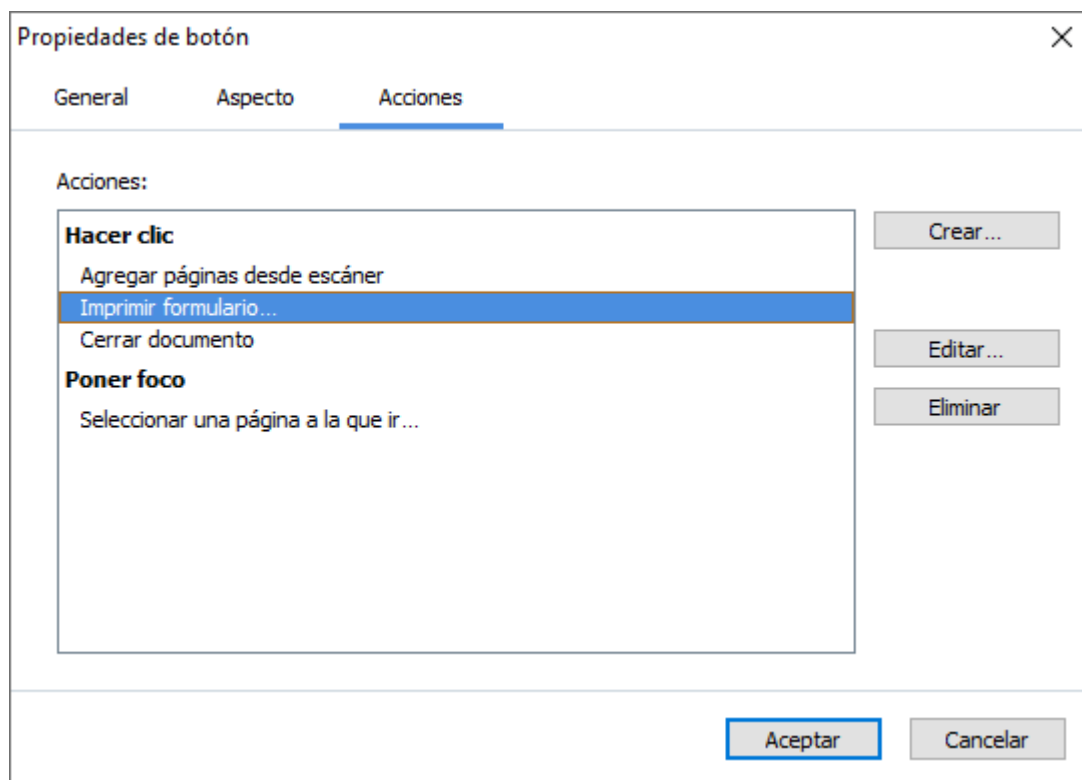 Propiedades de botón
General Aspecto Acciones
Acciones:
Hacer clic
Agregar páginas desde escáner
Imprimir formulario...
Cerrar documento
Poner foco
Seleccionar una página a la que ir...
Crear...
Editar...
Eliminar
Aceptar Cancelar